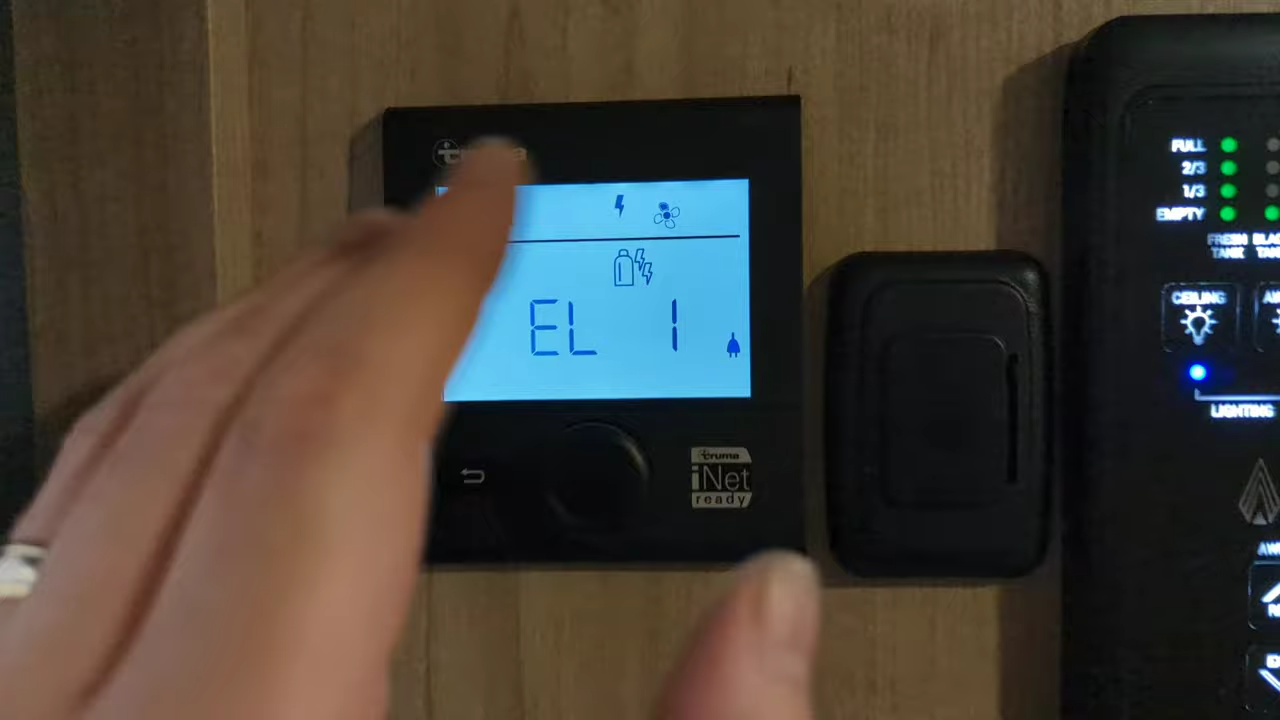 EL 1
truma
iNet
ready
FULL
2/3
1/3
EMPTY
FRESH
TANK
CEILING
LIGHTING